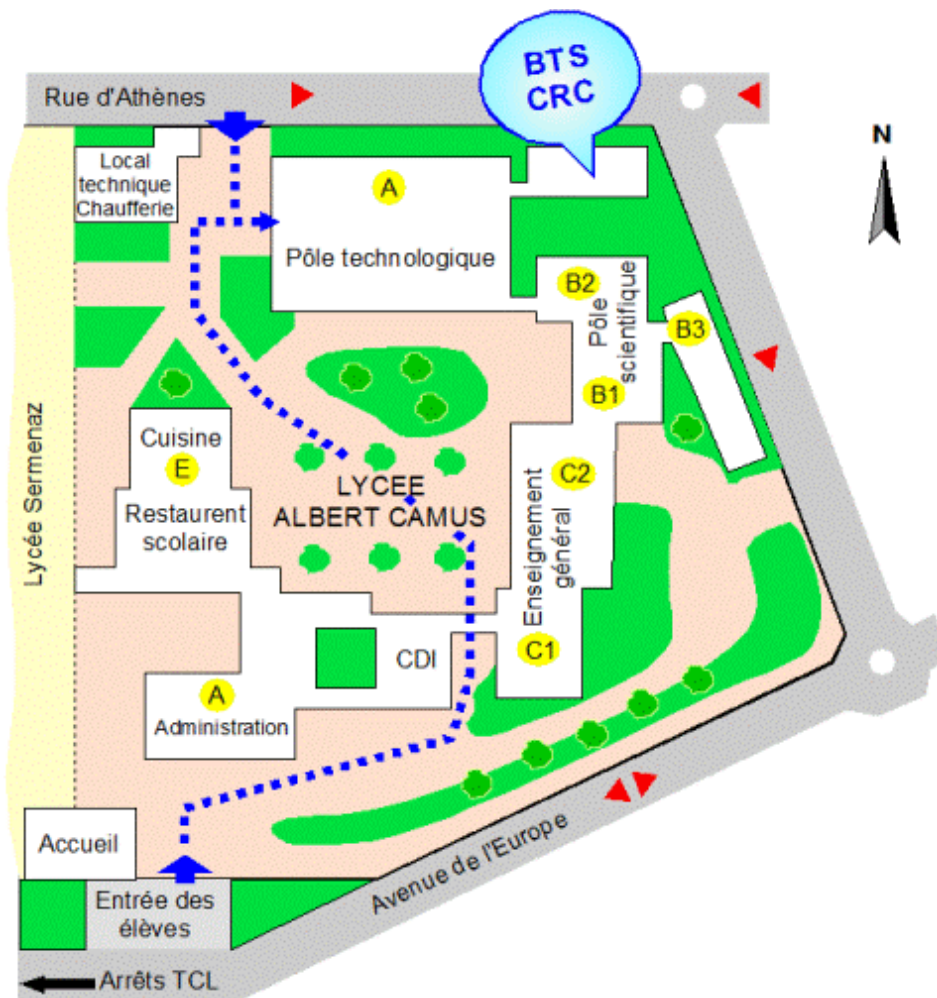 BTS
CRC
Rue d'Athènes
N
Local
technique
Chaufferie
A
Pôle technologique
B2
Pôle
scientifique
B3
B1
Cuisine
E
Restaurent
scolaire
LYCEE
ALBERT CAMUS
C2
Enseignement
général
Lycée Sermenaz
C1
CDI
A
Administration
Accueil
Avenue de l'Europe
Entrée des
élèves
Arrêts TCL